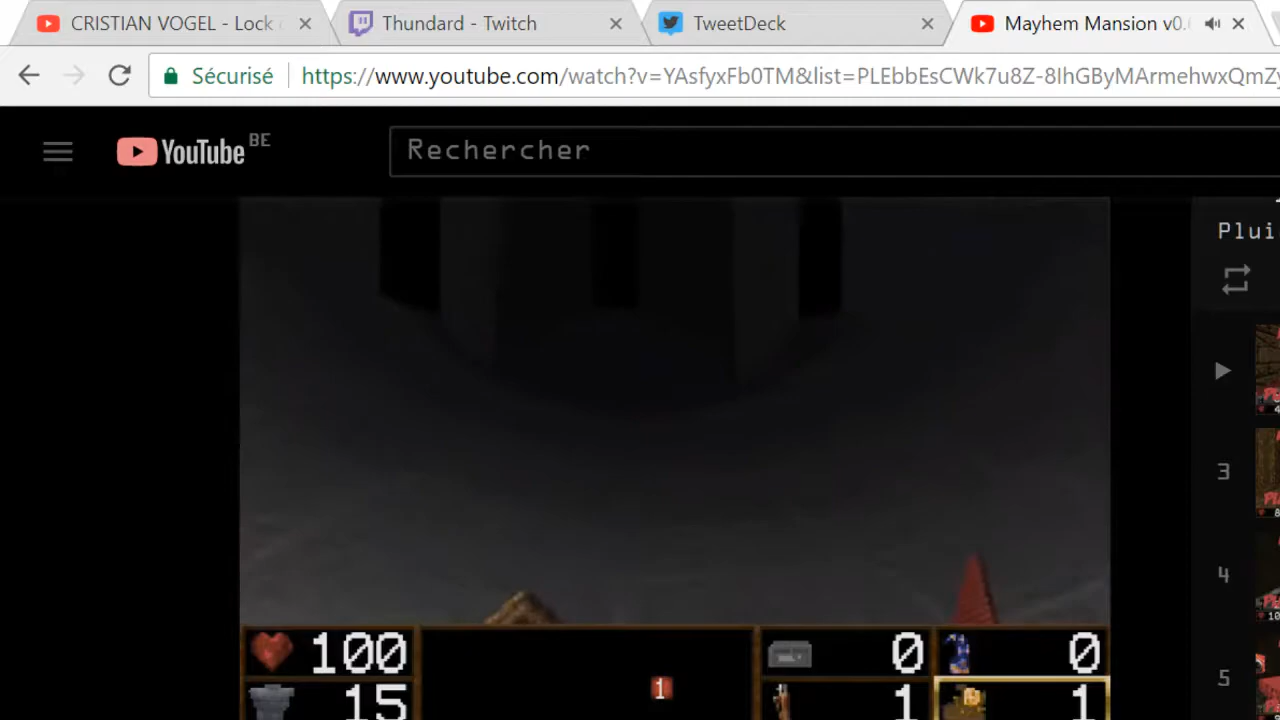 CRISTIAN VOGEL - Lock
Thundard - Twitch
TweetDeck
Mayhem Mansion v0.
Sécurisé
https://www.youtube.com/watch?v=YAsfyxFb0TM&list=PLEbbEsCWk7u8Z-8IhGByMArmehwxQmZy
YouTube BE
Rechercher
Plui
3
4
5
100
0
0
15
1
1
1